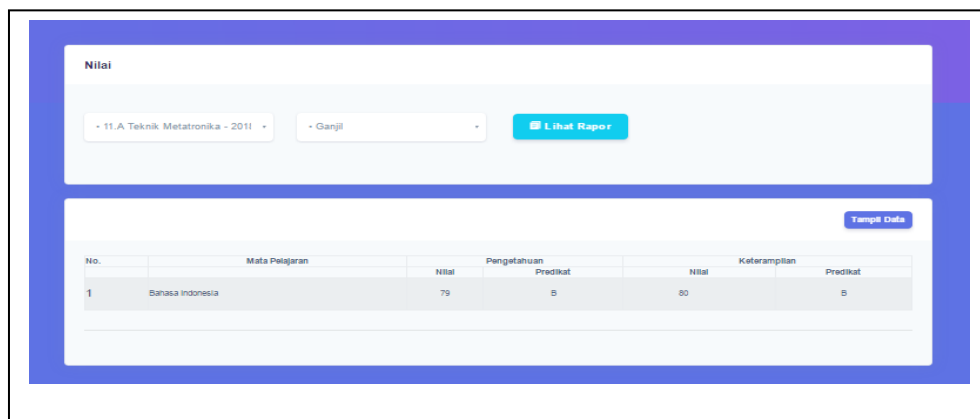 Nilai
- 11.A Teknik Metatronika - 201
- Ganjil
Lihat Rapor
Tampil Data
No. Mata Pelajaran Pengetahuan Keterampilan
Nilai Predikat Nilai Predikat
1 Bahasa Indonesia 79 B 80 B